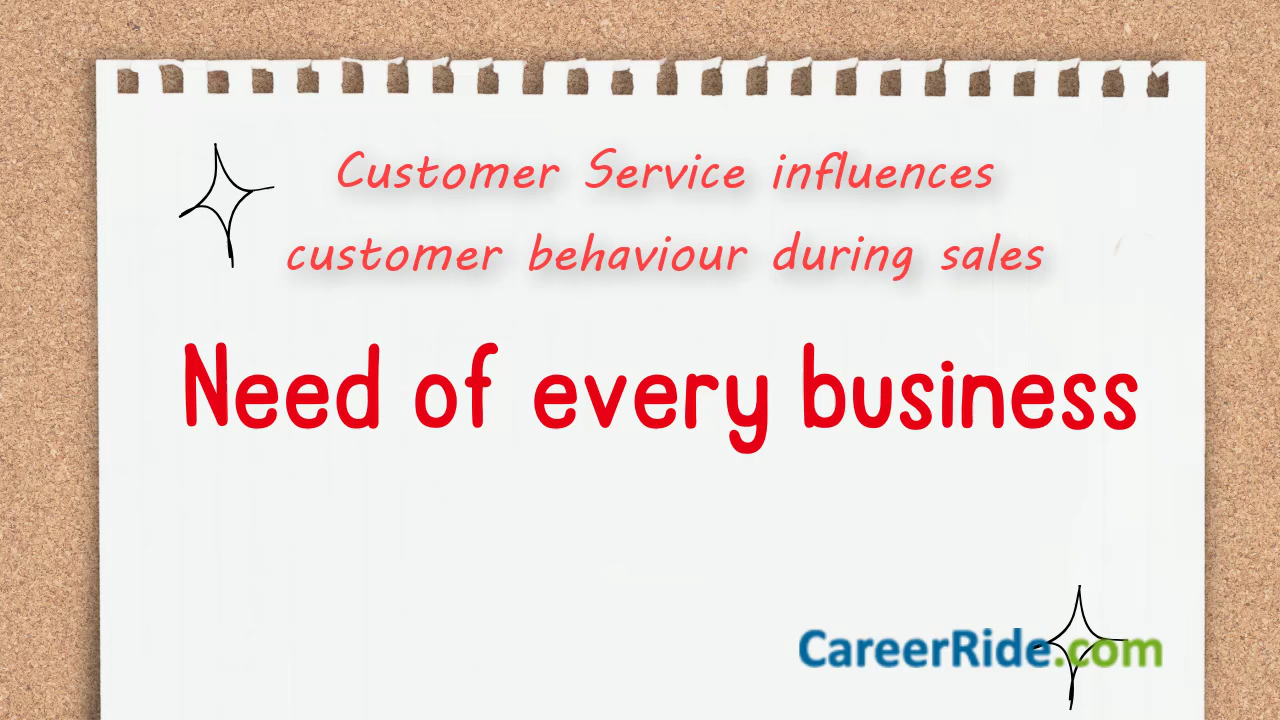 Customer Service influences
customer behaviour during sales
Need of every business
CareerRide.com